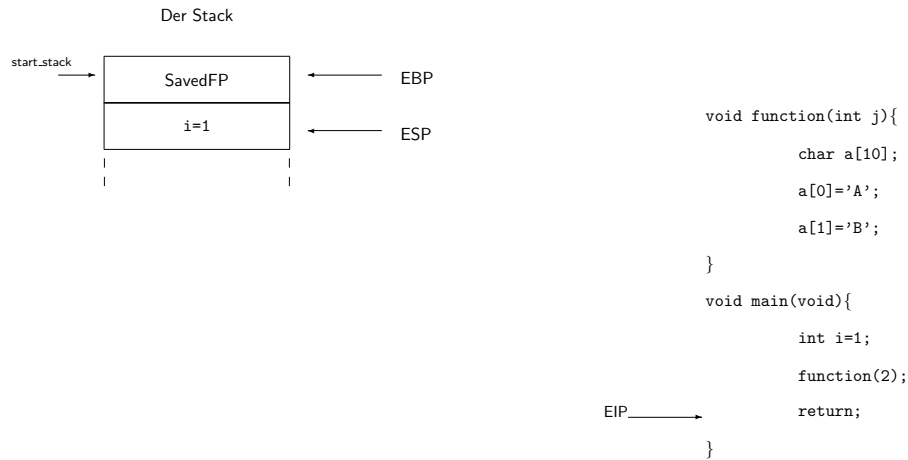 Der Stack
start_stack
SavedFP
EBP
i=1
ESP
void function(int j){
char a[10];
a[0]=’A’;
a[1]=’B’;
}
void main(void){
int i=1;
function(2);
EIP
return;
}